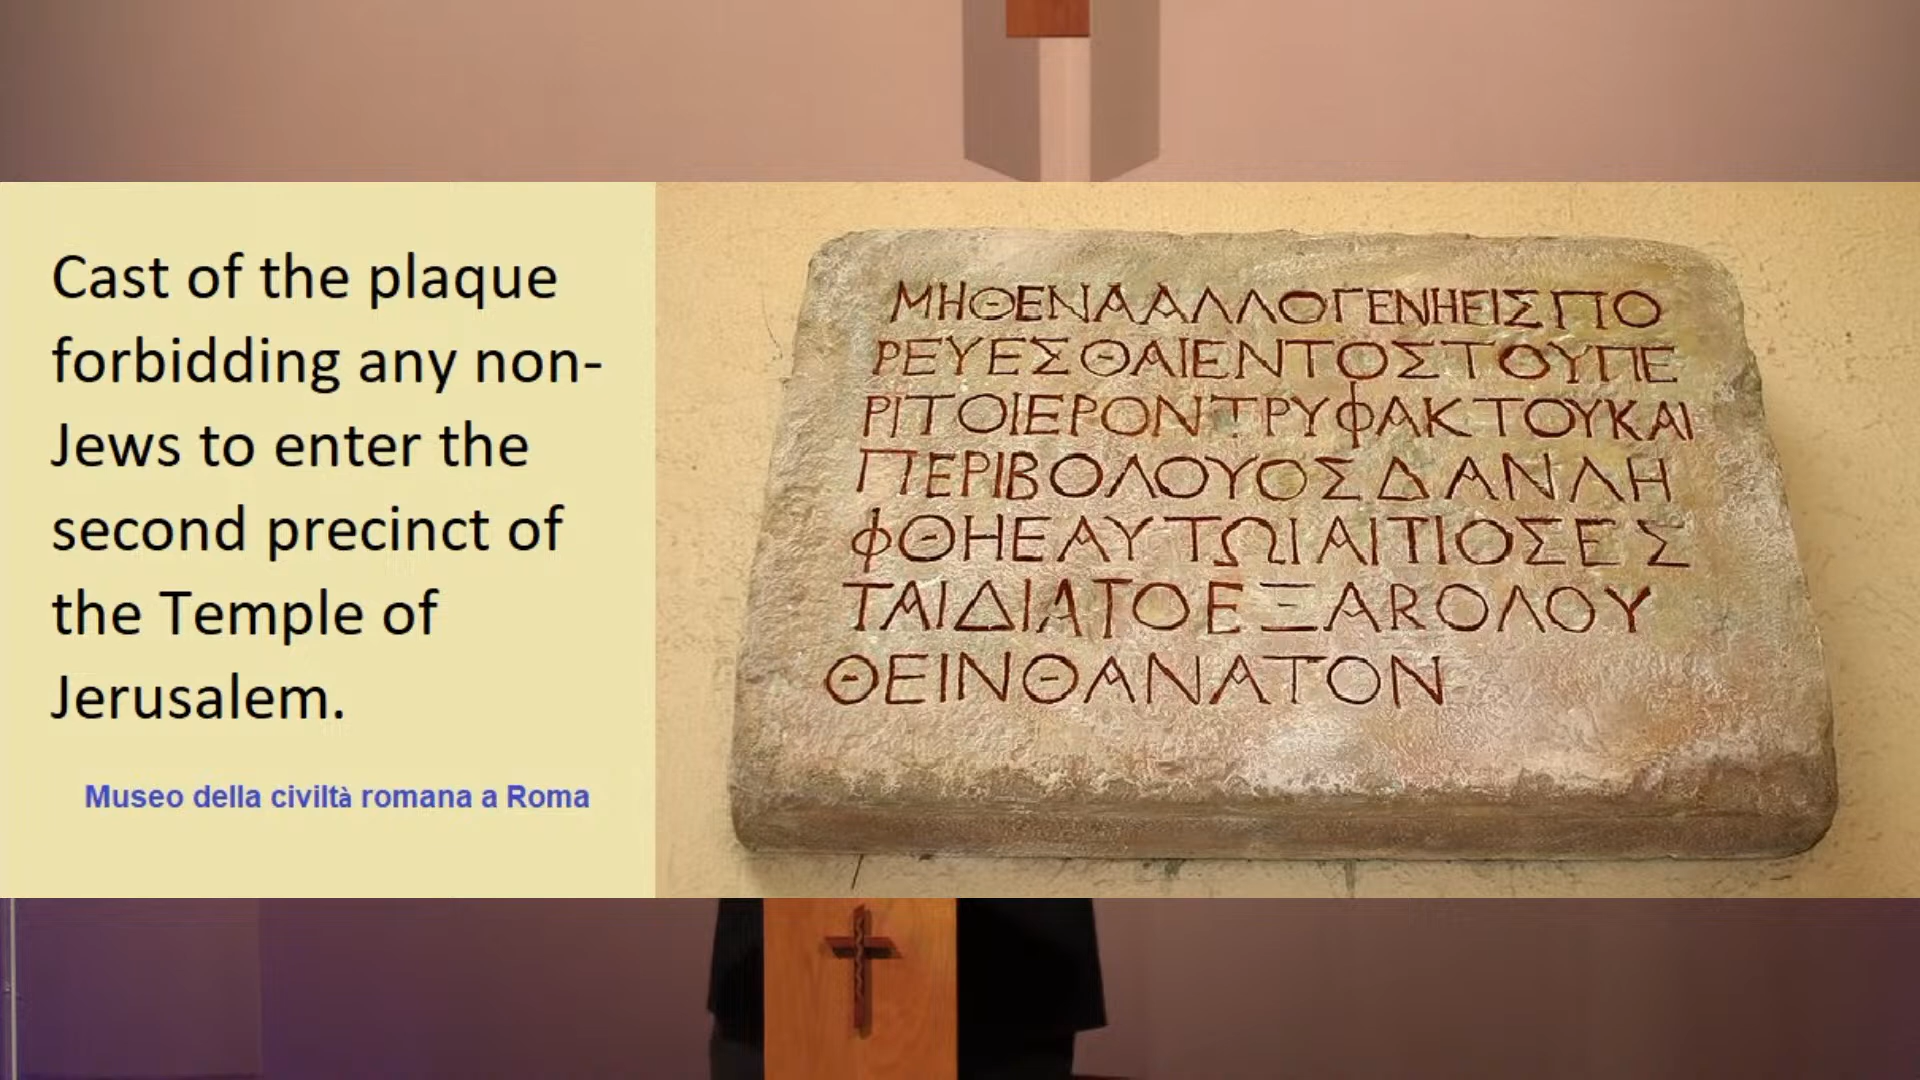 Cast of the plaque
forbidding any non-
Jews to enter the
second precinct of
the Temple of
Jerusalem.
Museo della civiltà romana a Roma
ΜΗΘΕΝΑΑΛΛΟΓΕΝΗΕΙΣΠΟ
ΡΕΥΕΣΘΑΙΕΝΤΟΣΤΟΥΠΕ
ΡΙΤΟΙΕΡΟΝΤΡΥΦΑΚΤΟΥΚΑΙ
ΠΕΡΙΒΟΛΟΥΟΣΔΑΝΛΗ
ΦΘΗΕΑΥΤΩΙΑΙΤΙΟΣΕΣ
ΤΑΙΔΙΑΤΟΕΞΑRΟΛΟΥ
ΘΕΙΝΘΑΝΑΤΟΝ